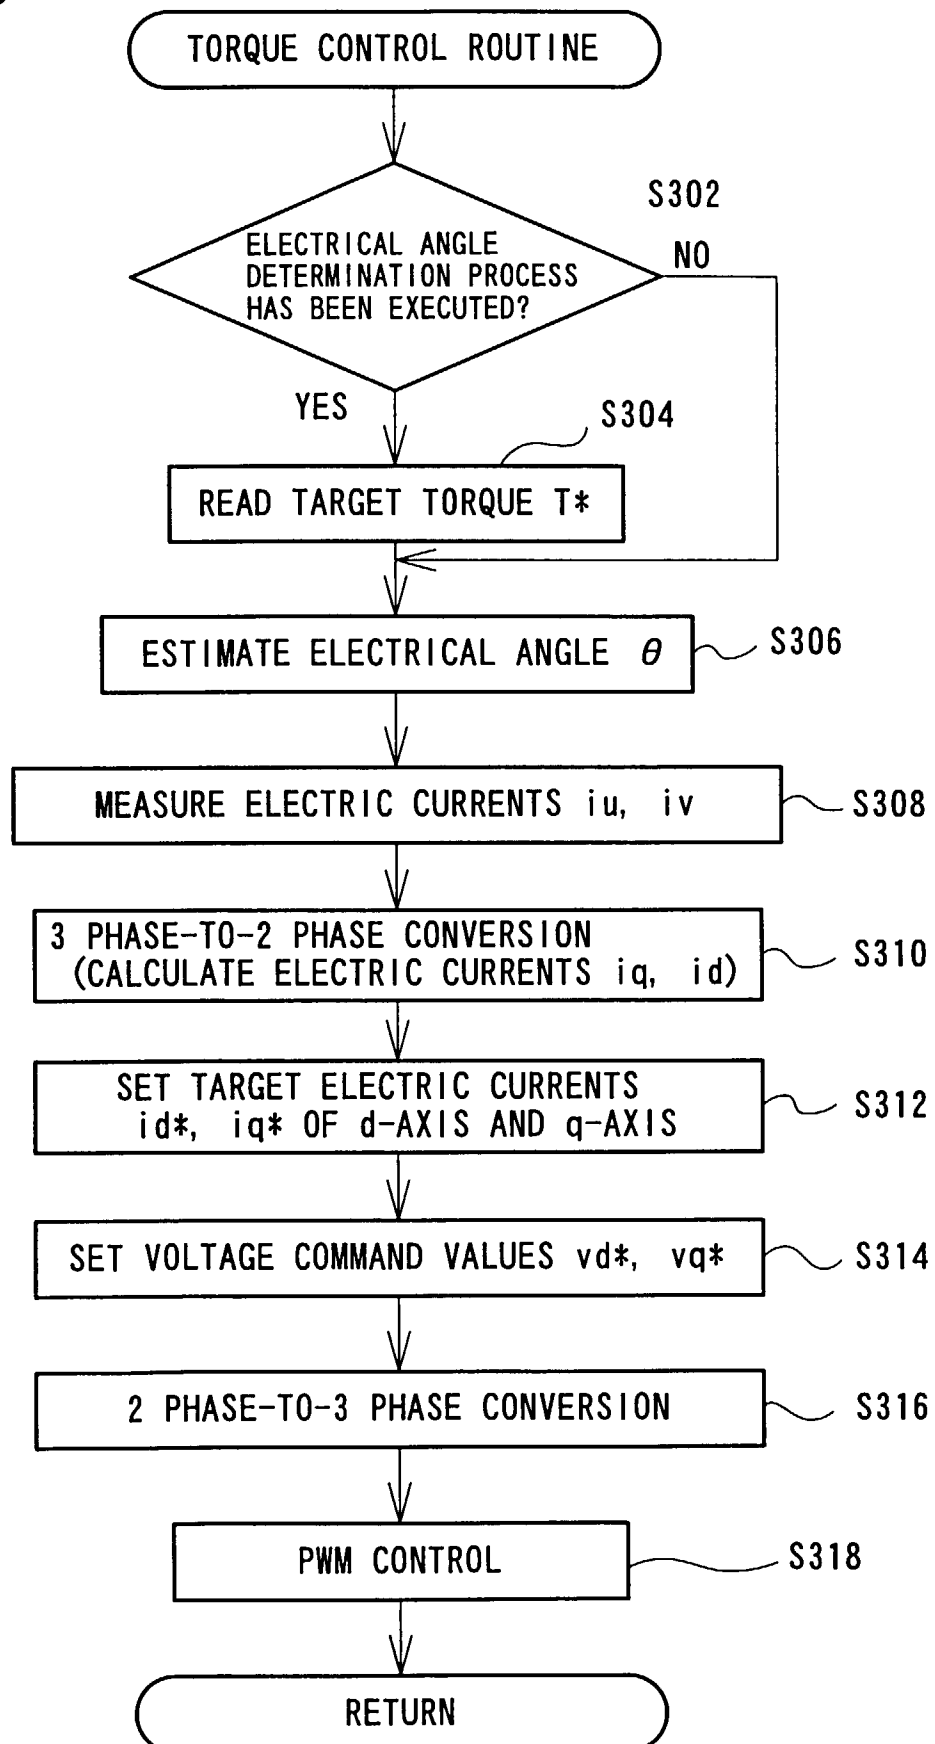 TORQUE CONTROL ROUTINE
S302
ELECTRICAL ANGLE
DETERMINATION PROCESS
HAS BEEN EXECUTED?
NO
YES
S304
READ TARGET TORQUE T*
ESTIMATE ELECTRICAL ANGLE θ
S306
MEASURE ELECTRIC CURRENTS iu, iv
S308
3 PHASE-TO-2 PHASE CONVERSION
(CALCULATE ELECTRIC CURRENTS iq, id)
S310
SET TARGET ELECTRIC CURRENTS
id*, iq* OF d-AXIS AND q-AXIS
S312
SET VOLTAGE COMMAND VALUES vd*, vq*
S314
2 PHASE-TO-3 PHASE CONVERSION
S316
PWM CONTROL
S318
RETURN